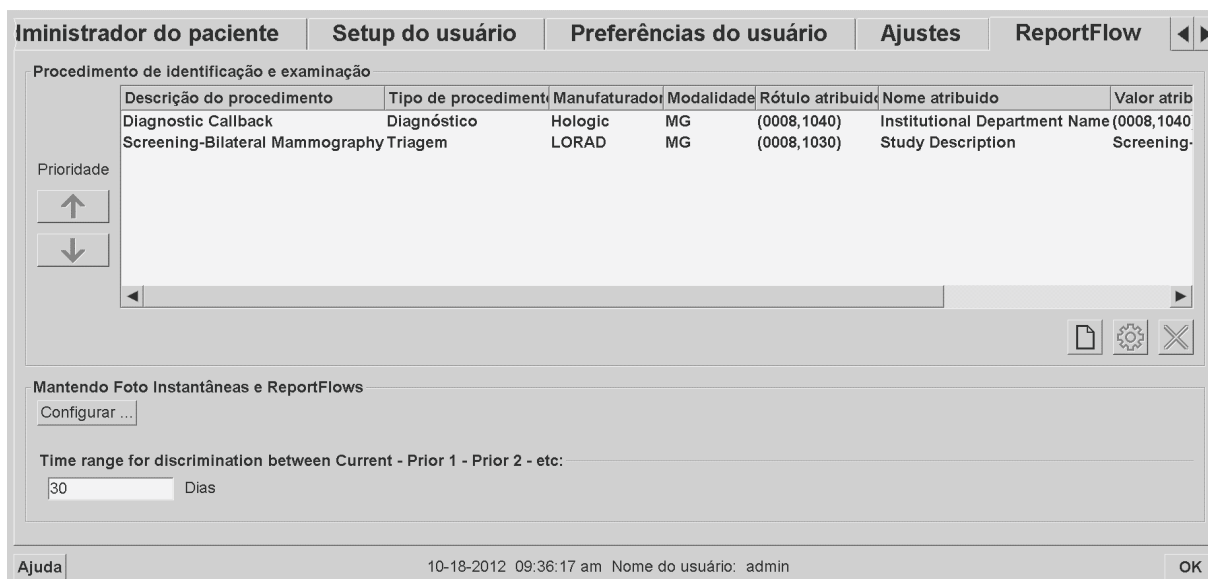 lministrador do paciente Setup do usuário Preferências do usuário Ajustes ReportFlow
Procedimento de identificação e examinação
Descrição do procedimento Tipo de procediment Manufaturador Modalidade Rótulo atribuid Nome atribuido Valor atrib
Diagnostic Callback Diagnóstico Hologic MG (0008,1040) Institutional Department Name (0008,1040
Screening-Bilateral Mammography Triagem LORAD MG (0008,1030) Study Description Screening-
Prioridade
Mantendo Foto Instantâneas e ReportFlows
Configurar ...
Time range for discrimination between Current - Prior 1 - Prior 2 - etc:
30 Dias
Ajuda 10-18-2012 09:36:17 am Nome do usuário: admin OK